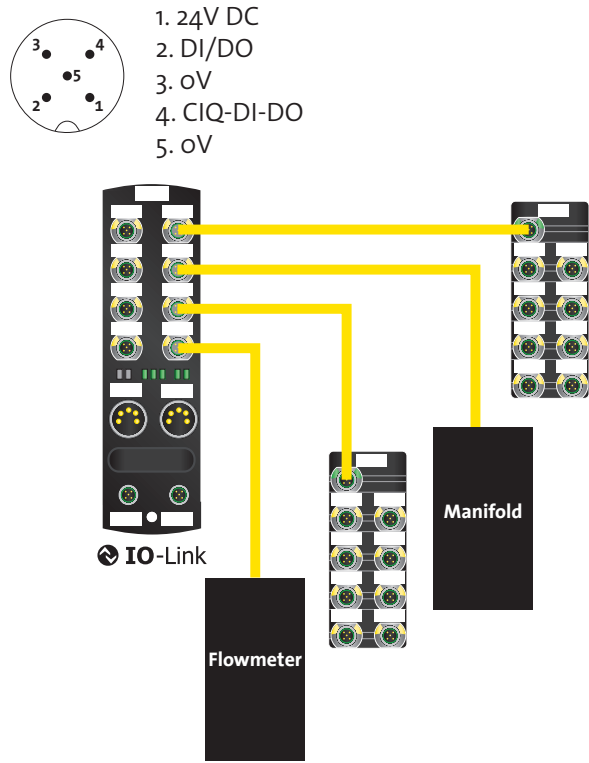 3
4
5
2
1
1. 24V DC
2. DI/DO
3. 0V
4. CIQ-DI-DO
5. 0V
IO-Link
Manifold
Flowmeter